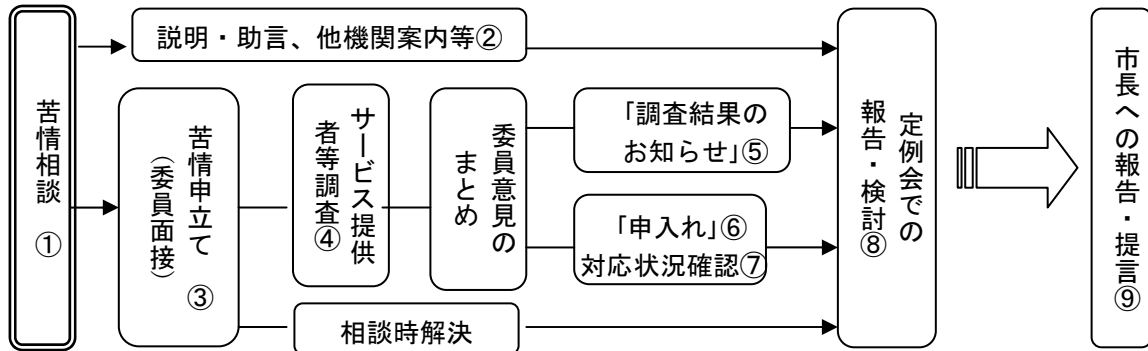 苦情相談 ①
説明・助言、他機関案内等②
苦情申立て
（委員面接） ③
サービス提供
者等調査④
委員意見の
まとめ
「調査結果の
お知らせ」⑤
「申入れ」⑥
対応状況確認⑦
相談時解決
定例会での
報告・検討⑧
市長への報告・提言⑨